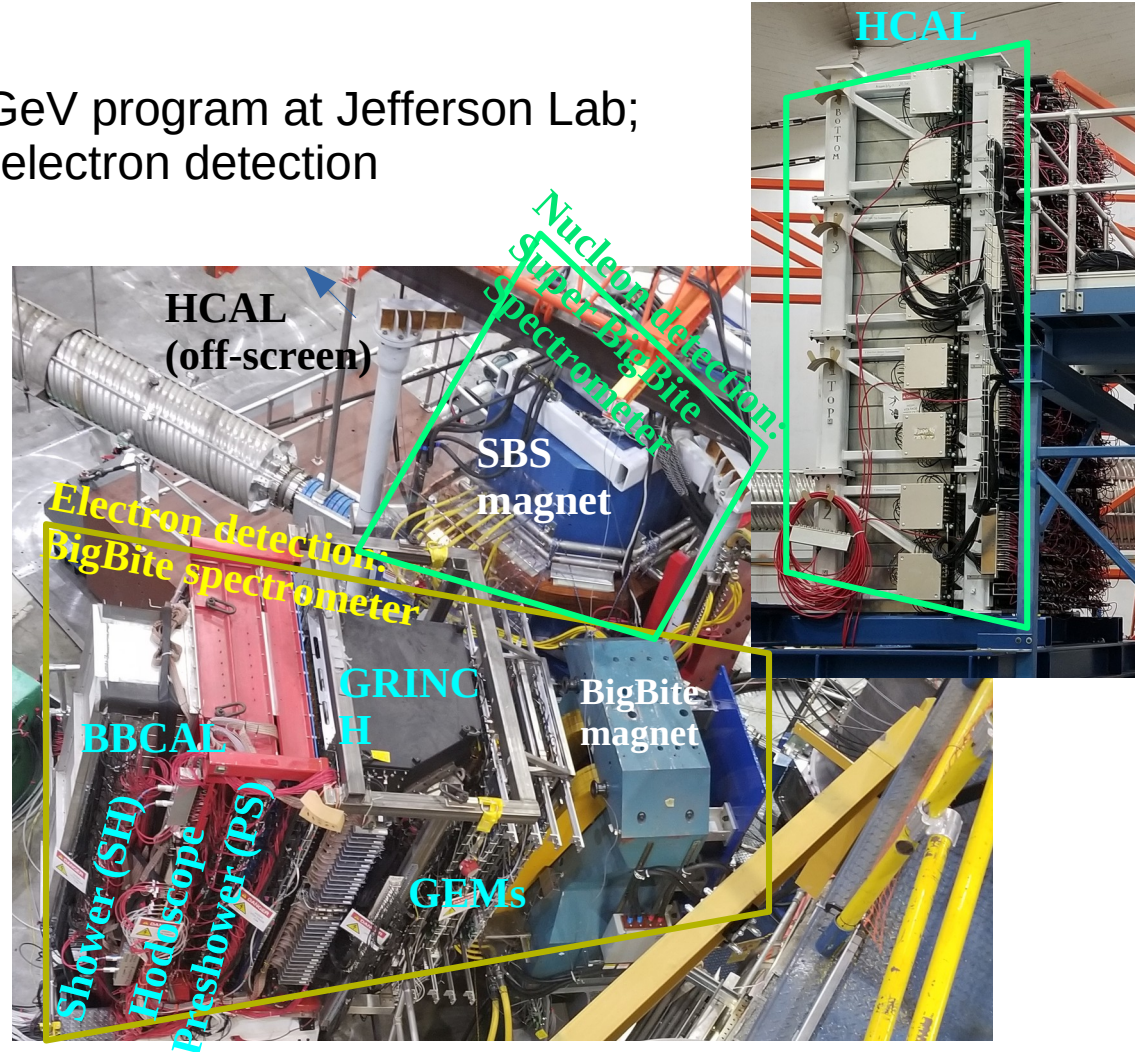 HCAL
GeV program at Jefferson Lab;
electron detection
Nucleon detection:
Super BigBite
spectrometer
HCAL
(off-screen)
SBS
magnet
Electron detection:
BigBite spectrometer
GRINC
H
BigBite
magnet
BBCAL
GEMs
Shower (SH)
Hodoscope
Preshower (PS)
BOTTOM
TOP